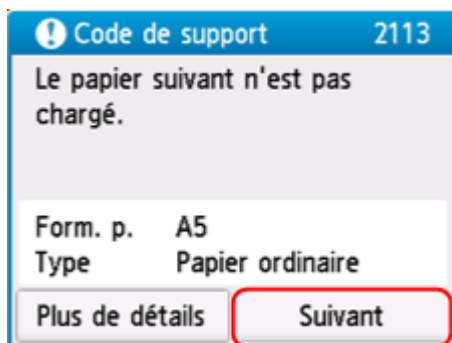 Code de support 2113
Le papier suivant n'est pas
chargé.
Form. p. A5
Type Papier ordinaire
Plus de détails Suivant